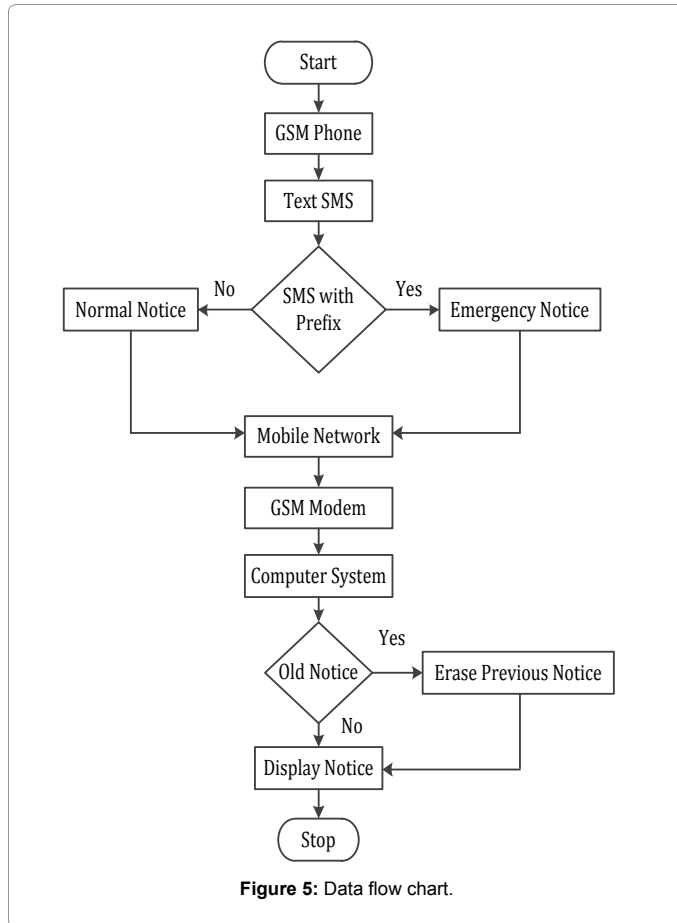 Start
GSM Phone
Text SMS
SMS with
Prefix
No
Yes
Normal Notice
Emergency Notice
Mobile Network
GSM Modem
Computer System
Old Notice
Yes
Erase Previous Notice
No
Display Notice
Stop
Figure 5: Data flow chart.